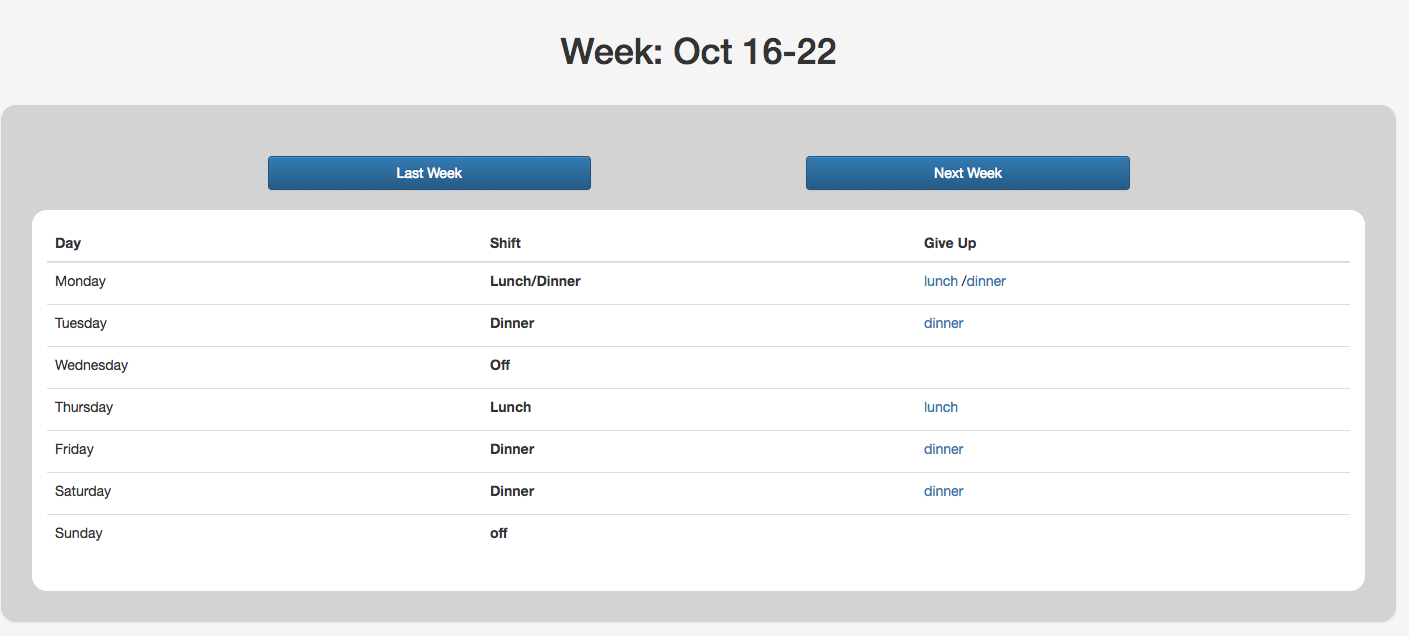 Week: Oct 16-22
Last Week Next Week
Day Shift Give Up
Monday Lunch/Dinner lunch /dinner
Tuesday Dinner dinner
Wednesday Off
Thursday Lunch lunch
Friday Dinner dinner
Saturday Dinner dinner
Sunday off